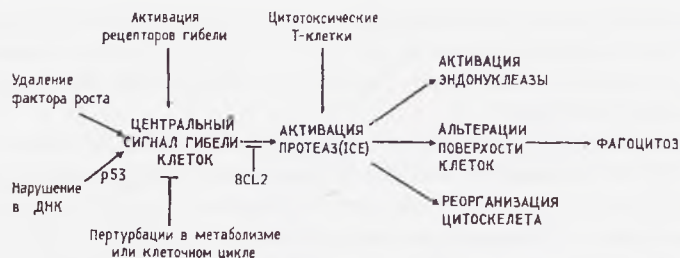 Активация
рецепторов гибели
Цитотоксические
Т-клетки
Удаление
фактора роста
АКТИВАЦИЯ
ЭНДОНУКЛЕАЗЫ
ЦЕНТРАЛЬНЫЙ
СИГНАЛ ГИБЕЛИ
КЛЕТОК
АКТИВАЦИЯ
ПРОТЕАЗ(ICE)
АЛЬТЕРАЦИИ
ПОВЕРХОСТИ
КЛЕТОК
ФАГОЦИТОЗ
p53
BCL2
Нарушение
в ДНК
РЕОРГАНИЗАЦИЯ
ЦИТОСКЕЛЕТА
Пертурбации в метаболизме
или клеточном цикле